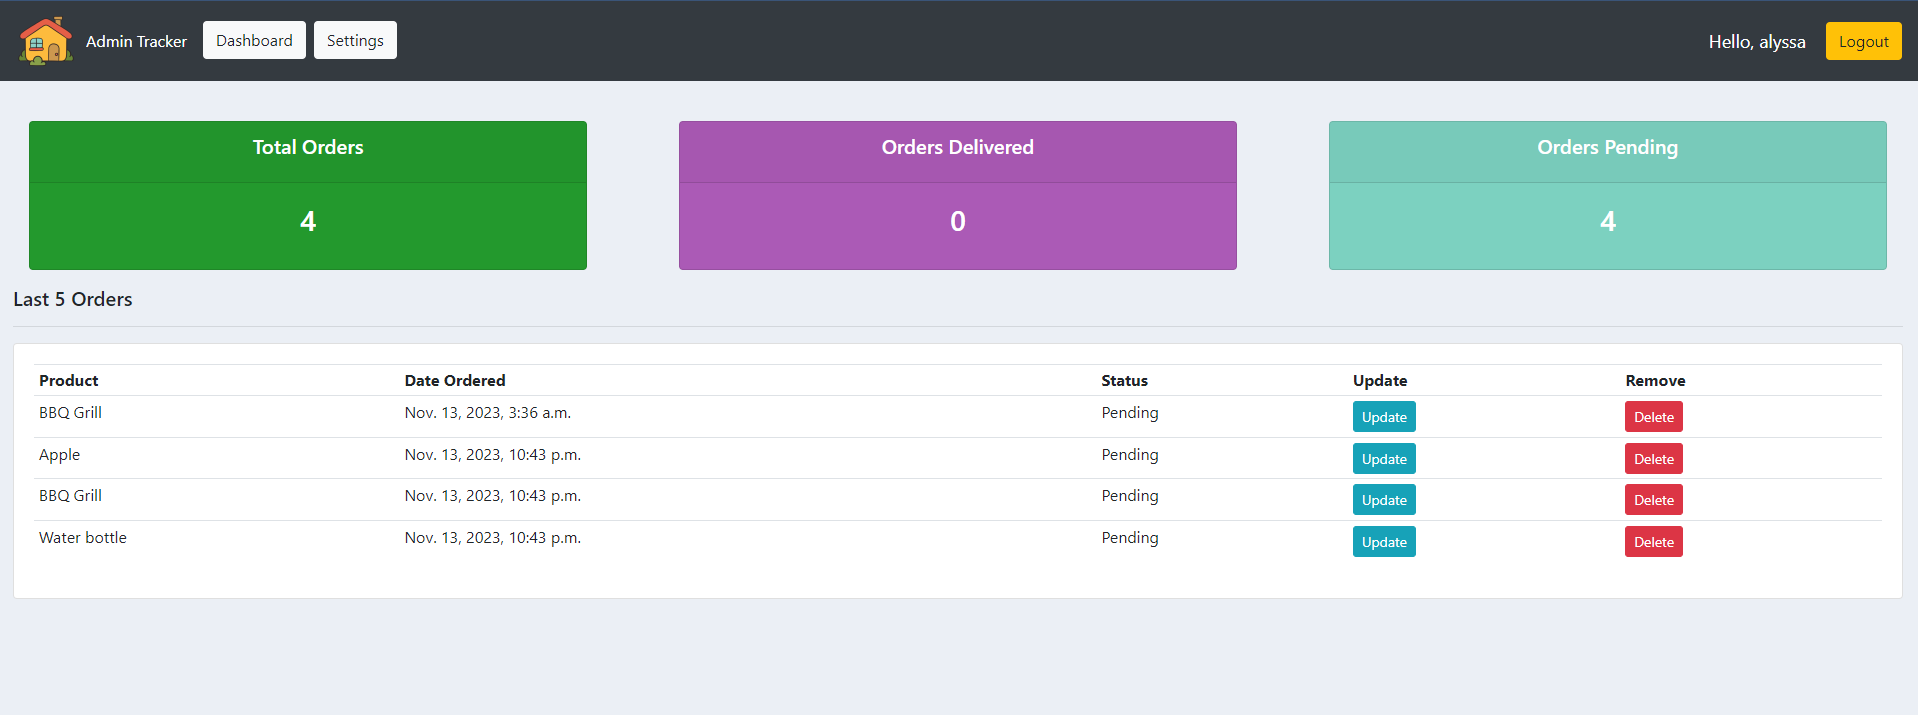 Admin Tracker Dashboard Settings Hello, alyssa Logout
Total Orders Orders Delivered Orders Pending
4 0 4
Last 5 Orders
Product Date Ordered Status Update Remove
BBQ Grill Nov. 13, 2023, 3:36 a.m. Pending Update Delete
Apple Nov. 13, 2023, 10:43 p.m. Pending Update Delete
BBQ Grill Nov. 13, 2023, 10:43 p.m. Pending Update Delete
Water bottle Nov. 13, 2023, 10:43 p.m. Pending Update Delete